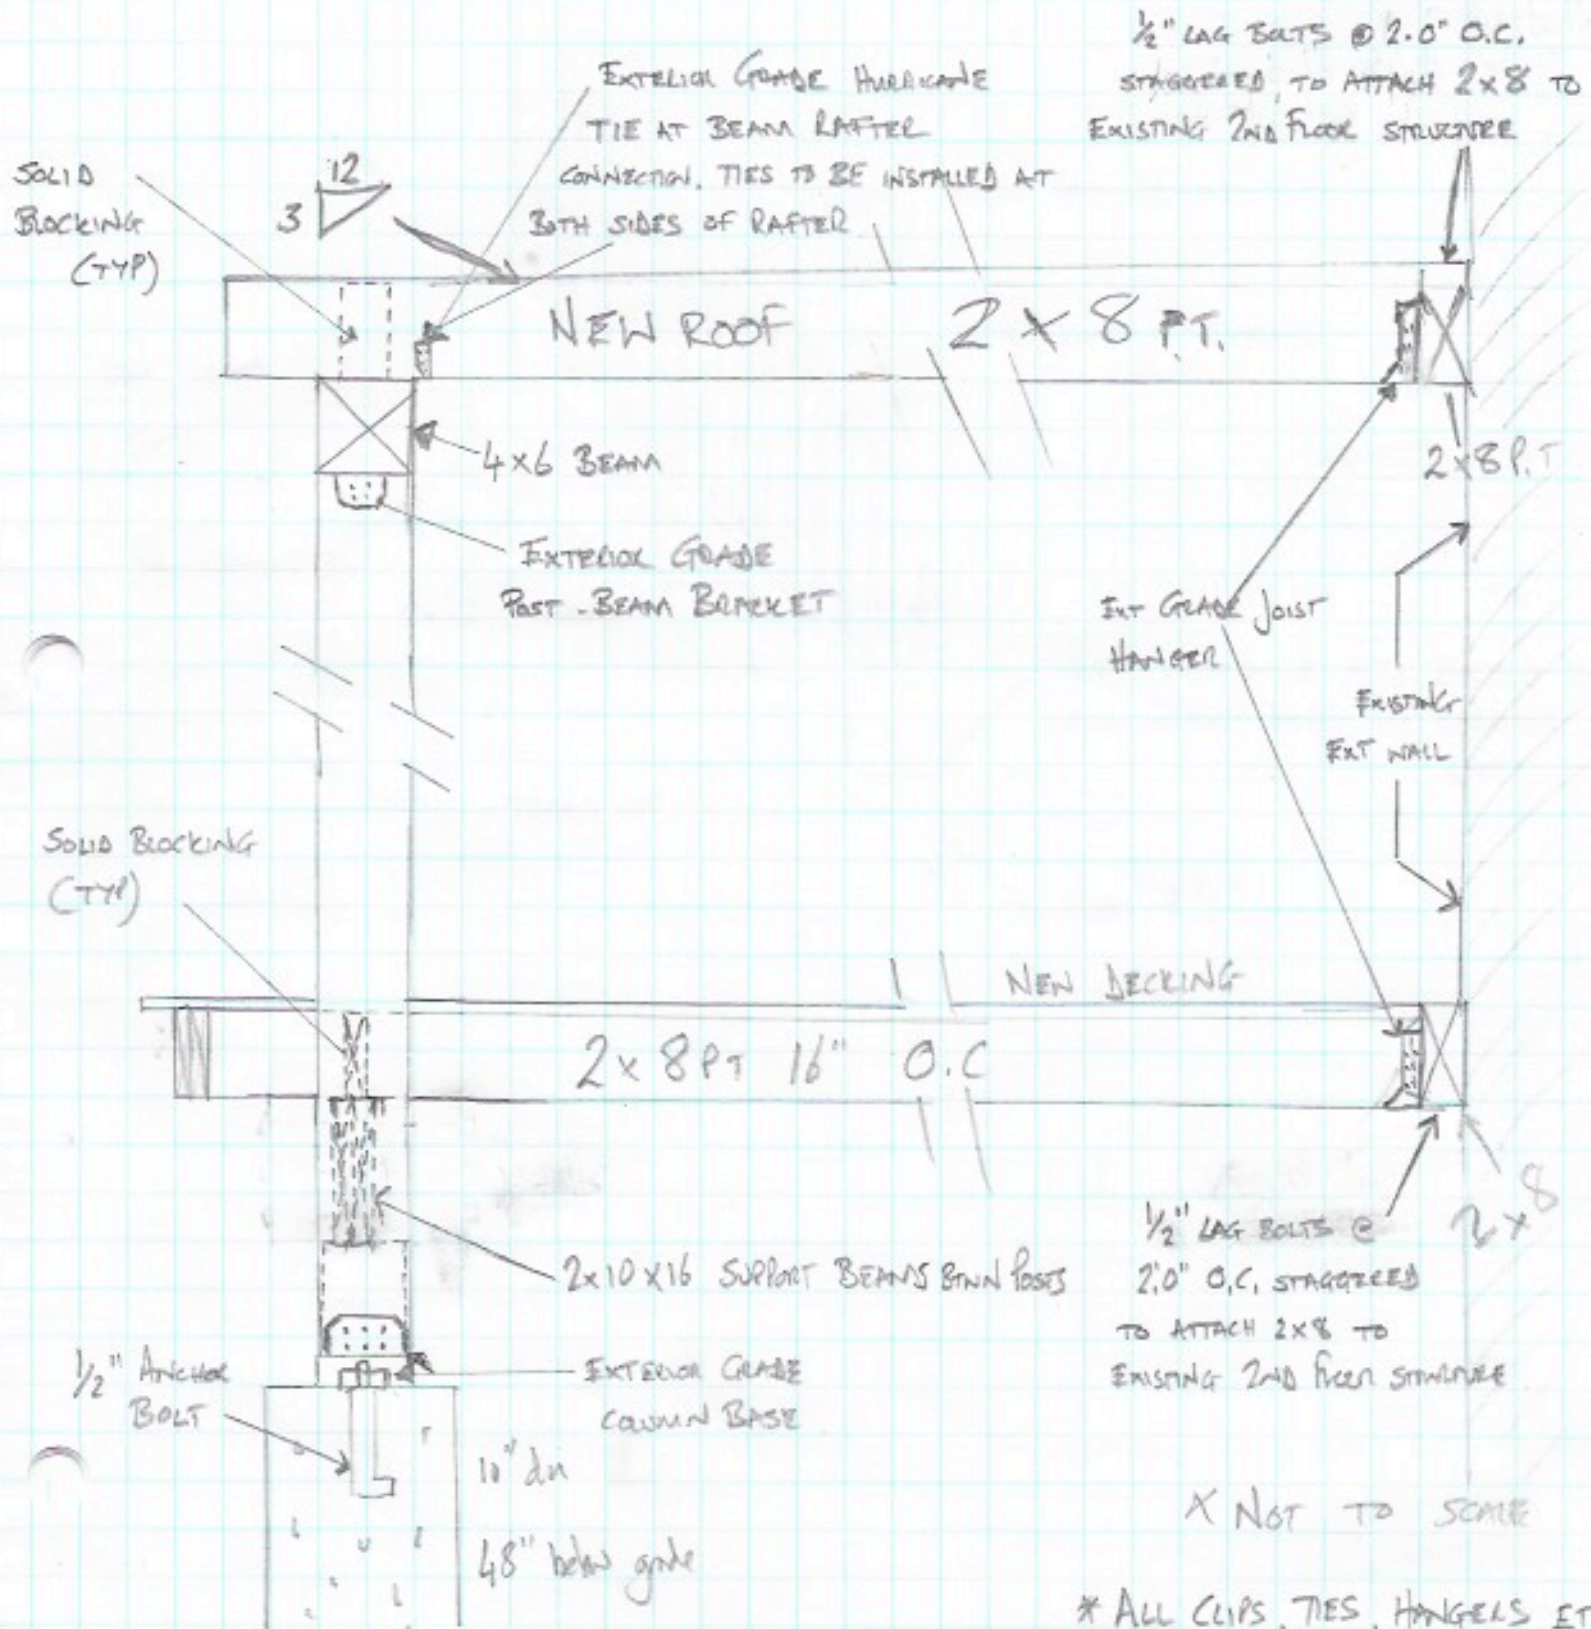 1/2" LAG BOLTS @ 2.0" O.C.
STAGGERED, TO ATTACH 2x8 TO
EXISTING 2ND FLOOR STRUCTURE
EXTERIOR GRADE HURRICANE
TIE AT BEAM RAFTER
CONNECTION. TIES TO BE INSTALLED AT
BOTH SIDES OF RAFTER
SOLID
BLOCKING
(TYP)
12
3
NEW ROOF 2 x 8 P.T.
4x6 BEAM
2x8 P.T
EXTERIOR GRADE
POST-BEAM BRACKET
EXT GRADE JOIST
HANGER
EXISTING
EXT WALL
SOLID BLOCKING
(TYP)
NEW DECKING
2x8 PT 16" O.C
2x8
1/2" LAG BOLTS @
2'0" O.C. STAGGERED
TO ATTACH 2x8 TO
EXISTING 2ND FLOOR STRUCTURE
2x10x16 SUPPORT BEAMS BTWN POSTS
EXTERIOR GRADE
COLUMN BASE
1/2" ANCHOR
BOLT
10" dia
48" below grade
X NOT TO SCALE
* ALL CLIPS, TIES, HANGERS ET